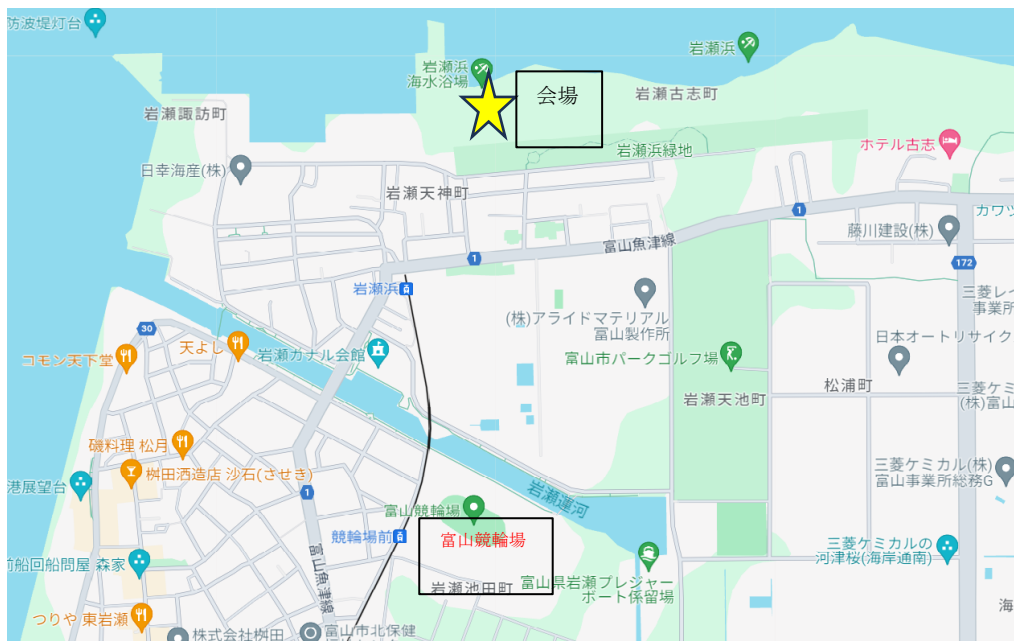 防波堤灯台
岩瀬浜
海水浴場
会場
岩瀬浜
岩瀬古志町
岩瀬諏訪町
岩瀬浜緑地
ホテル古志
日幸海産(株)
岩瀬天神町
1
カワツ
藤川建設(株)
富山魚津線
1
172
岩瀬浜
三菱レイ
事業所
(株)アライドマテリアル
富山製作所
30
天よし
岩瀬カナル会館
コモン天下堂
富山市パークゴルフ場
日本オートリサイク
松浦町
岩瀬天池町
三菱ケミ
(株)富山
磯料理 松月
桝田酒造店 沙石(させき)
三菱ケミカル(株)
富山事業所総務G
港展望台
1
岩瀬運河
富山競輪場
競輪場前
富山競輪場
富山魚津線
三菱ケミカルの
河津桜(海岸通南)
前船回船問屋 森家
岩瀬池田町
富山県岩瀬プレジャー
ボート係留場
つりや 東岩瀬
海
株式会社桝田
富山市北保健